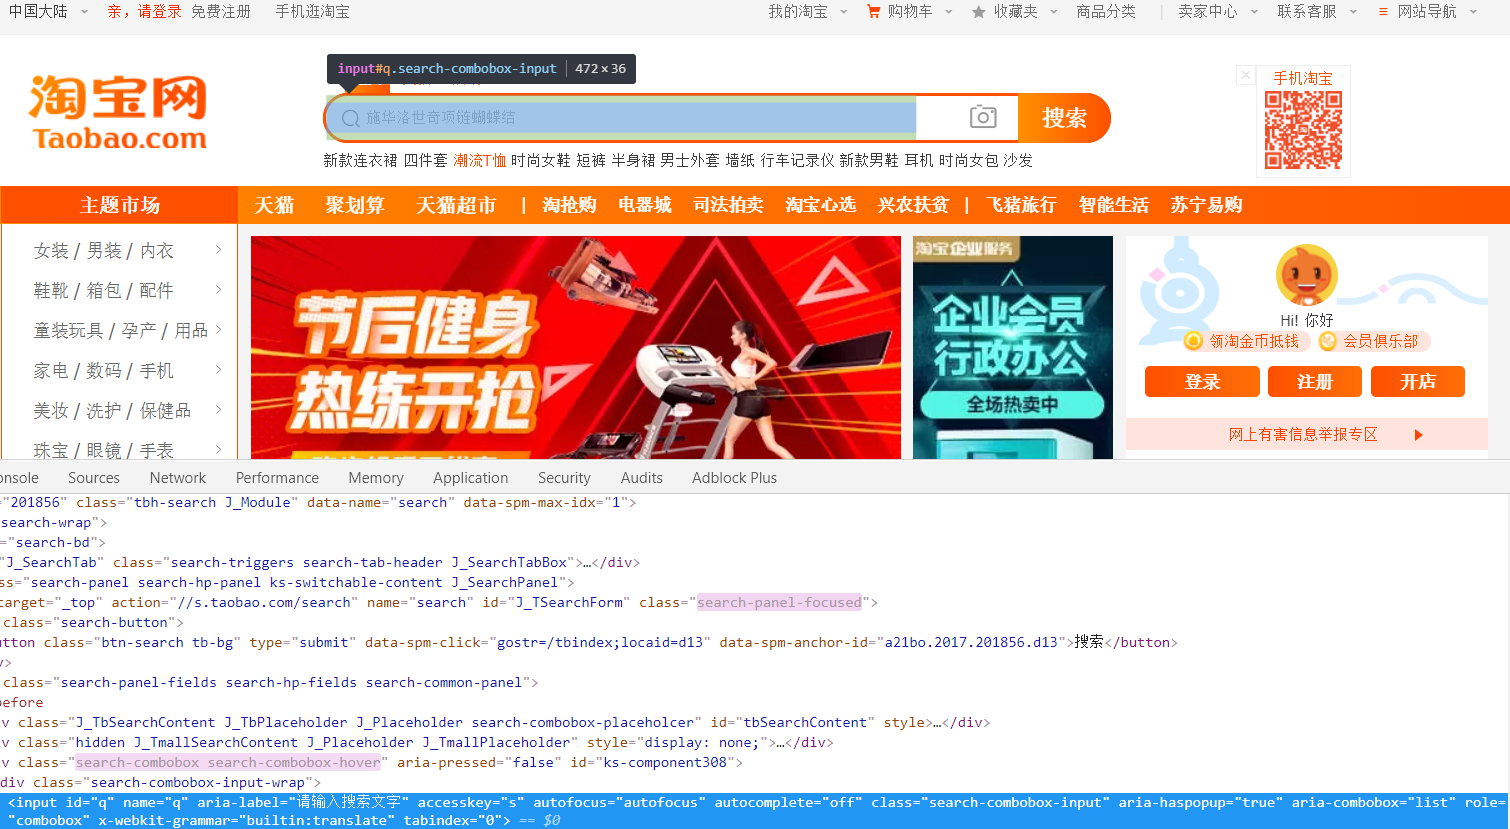 中国大陆 亲，请登录 免费注册 手机逛淘宝 我的淘宝 购物车 收藏夹 商品分类 | 卖家中心 联系客服 网站导航
input#q.search-combobox-input | 472 × 36
淘宝网
Taobao.com
施华洛世奇项链蝴蝶结 搜索
手机淘宝
新款连衣裙 四件套 潮流T恤 时尚女鞋 短裤 半身裙 男士外套 墙纸 行车记录仪 新款男鞋 耳机 时尚女包 沙发
主题市场 天猫 聚划算 天猫超市 | 淘抢购 电器城 司法拍卖 淘宝心选 兴农扶贫 | 飞猪旅行 智能生活 苏宁易购
女装 / 男装 / 内衣
鞋靴 / 箱包 / 配件
童装玩具 / 孕产 / 用品
家电 / 数码 / 手机
美妆 / 洗护 / 保健品
珠宝 / 眼镜 / 手表
节后健身
热练开抢
淘宝企业服务
企业会员
行政办公
全场热卖中
Hi! 你好
领淘金币抵钱 会员俱乐部
登录 注册 开店
网上有害信息举报专区
onsole Sources Network Performance Memory Application Security Audits Adblock Plus
="201856" class="tbh-search J_Module" data-name="search" data-spm-max-idx="1">
search-wrap">
="search-bd">
"J_SearchTab" class="search-triggers search-tab-header J_SearchTabBox">…</div>
ss="search-panel search-hp-panel ks-switchable-content J_SearchPanel">
target="_top" action="//s.taobao.com/search" name="search" id="J_TSearchForm" class="search-panel-focused">
class="search-button">
utton class="btn-search tb-bg" type="submit" data-spm-click="gostr=/tbindex;locaid=d13" data-spm-anchor-id="a21bo.2017.201856.d13">搜索</button>
v>
class="search-panel-fields search-hp-fields search-common-panel">
before
v class="J_TbSearchContent J_TbPlaceholder J_Placeholder search-combobox-placeholcer" id="tbSearchContent" style>…</div>
v class="hidden J_TmallSearchContent J_Placeholder J_TmallPlaceholder" style="display: none;">…</div>
v class="search-combobox search-combobox-hover" aria-pressed="false" id="ks-component308">
div class="search-combobox-input-wrap">
<input id="q" name="q" aria-label="请输入搜索文字" accesskey="s" autofocus="autofocus" autocomplete="off" class="search-combobox-input" aria-haspopup="true" aria-combobox="list" role=
"combobox" x-webkit-grammar="builtin:translate" tabindex="0"> == $0